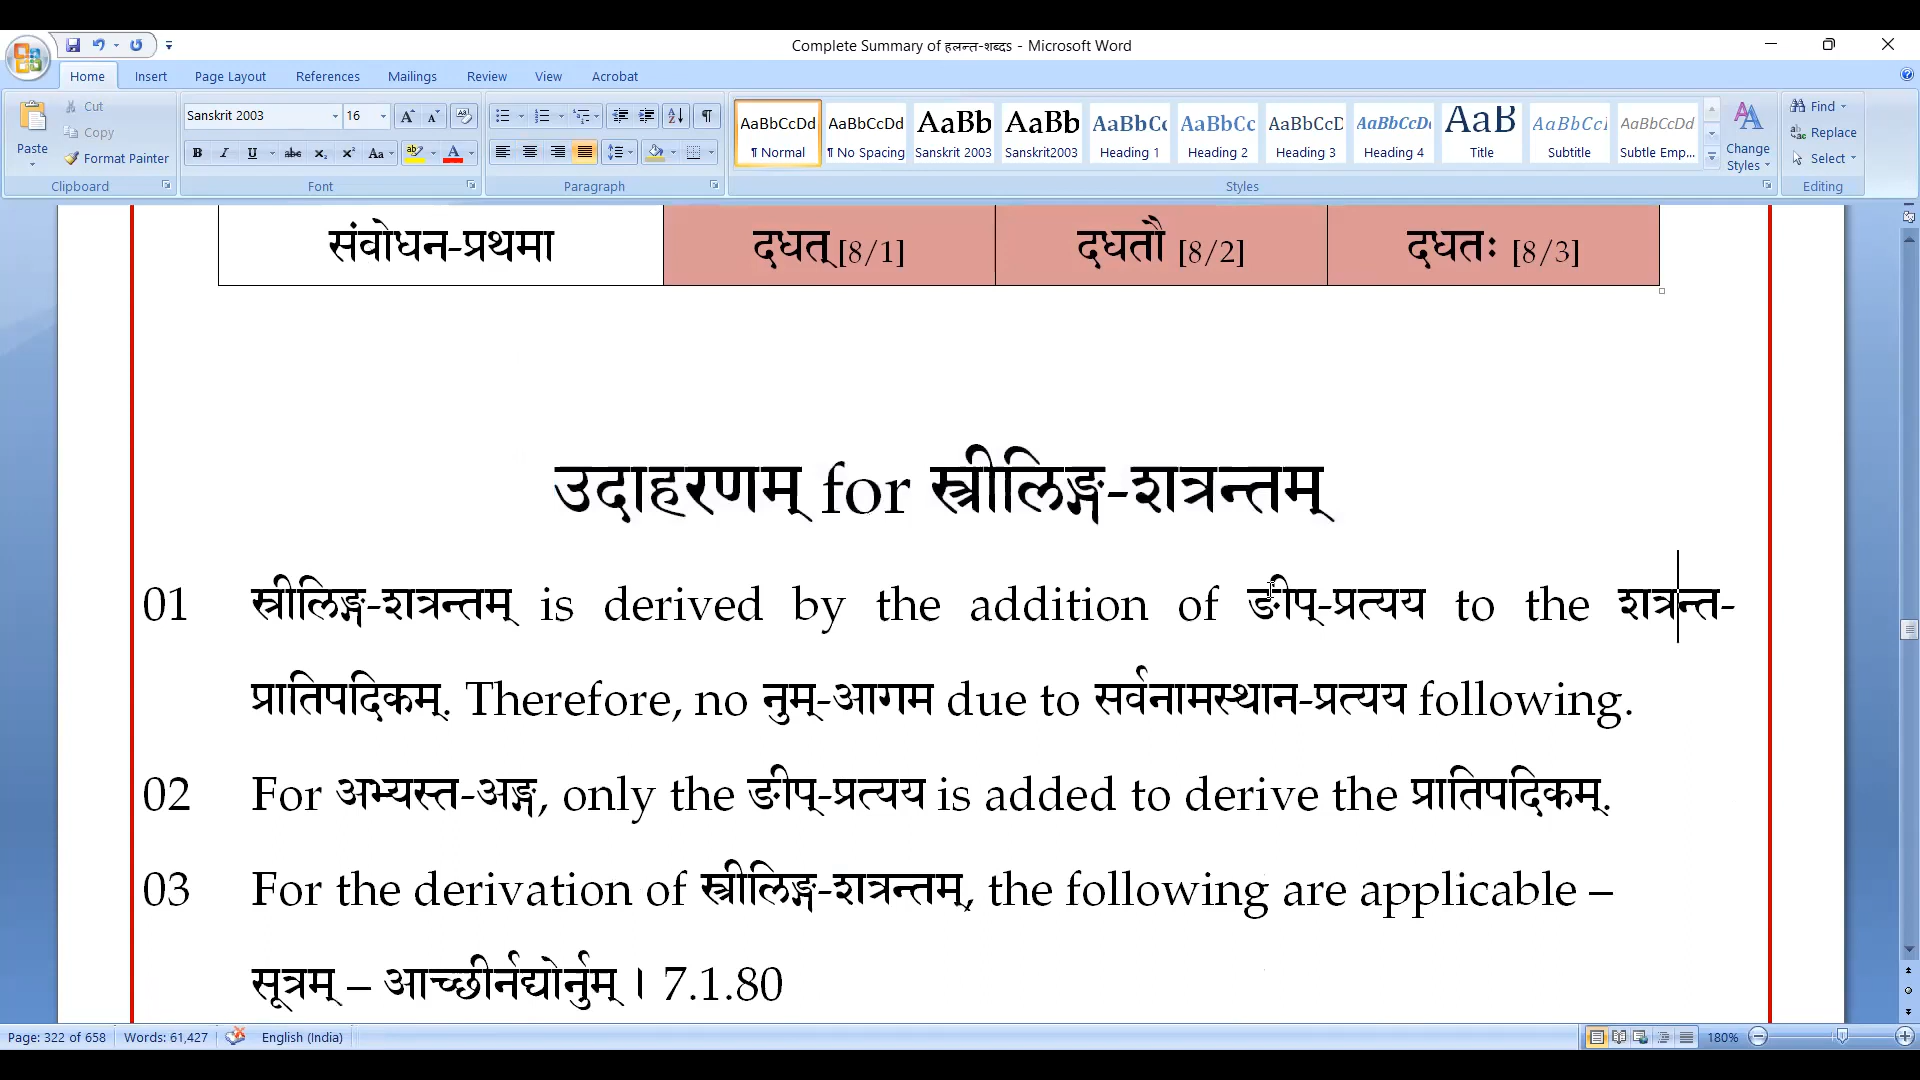 Complete Summary of हलन्त-शब्दs - Microsoft Word
Home Insert Page Layout References Mailings Review View Acrobat
Paste Cut Copy Format Painter Clipboard
Sanskrit 2003 16
Font
Paragraph
AaBbCcDd AaBbCcDd AaBb AaBb AaBbCc AaBbCc AaBbCcD AaBbCcD AaB AaBbCcI AaBbCcDd
¶ Normal ¶ No Spacing Sanskrit 2003 Sanskrit2003 Heading 1 Heading 2 Heading 3 Heading 4 Title Subtitle Subtle Emp...
Styles
Change Styles
Find Replace Select Editing
संवोधन-प्रथमा दधत् [8/1] दधतौ [8/2] दधतः [8/3]
उदाहरणम् for स्त्रीलिङ्ग-शत्रन्तम्
01 स्त्रीलिङ्ग-शत्रन्तम् is derived by the addition of ङीप्-प्रत्यय to the शत्रन्त-
प्रातिपदिकम्. Therefore, no नुम्-आगम due to सर्वनामस्थान-प्रत्यय following.
02 For अभ्यस्त-अङ्ग, only the ङीप्-प्रत्यय is added to derive the प्रातिपदिकम्.
03 For the derivation of स्त्रीलिङ्ग-शत्रन्तम्, the following are applicable –
सूत्रम् – आच्छीर्नद्योर्नुम् । 7.1.80
Page: 322 of 658 Words: 61,427 English (India) 180%